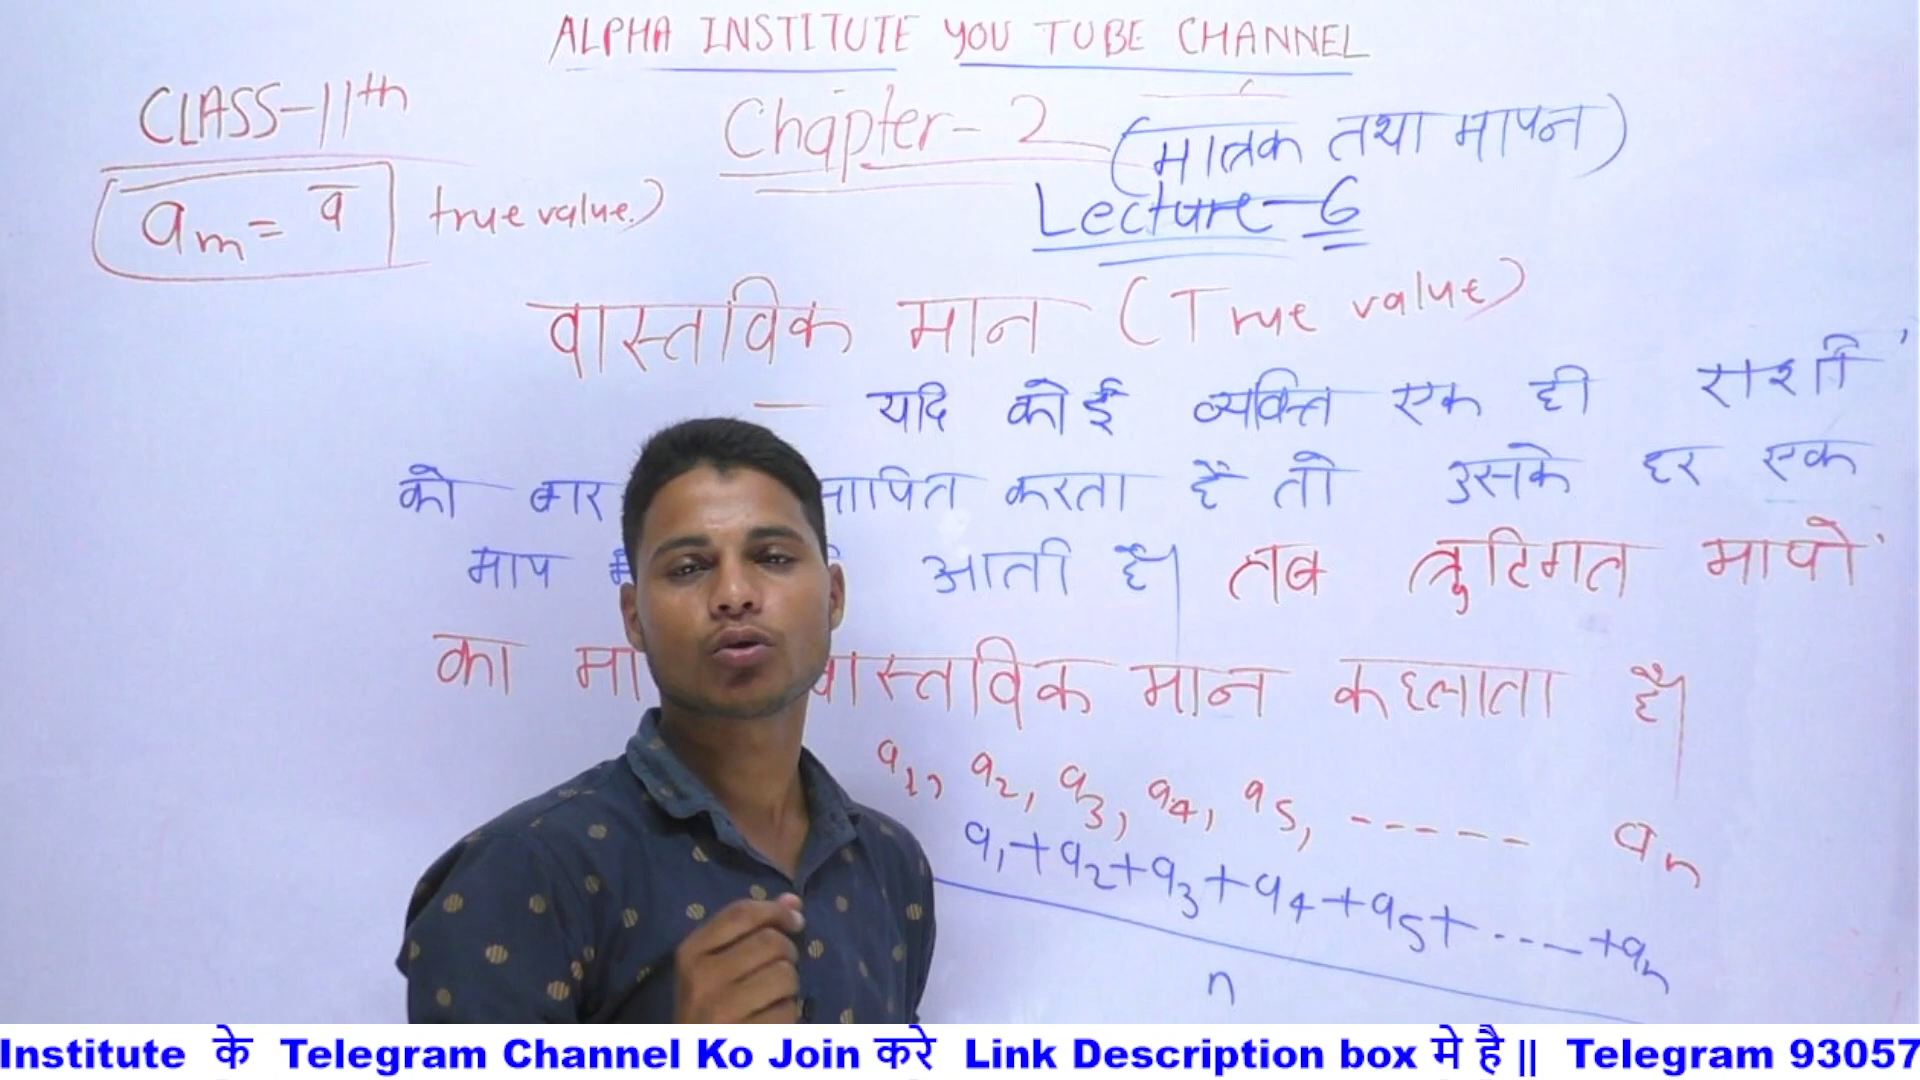 ALPHA INSTITUTE YOU TUBE CHANNEL
CLASS-11th
Chapter-2 (मात्रक तथा मापन)
Lecture-6
am = a̅ true value)
वास्तविक मान (True value)
— यदि कोई व्यक्ति एक ही राशी
को बार मापित करता है तो उसके हर एक
माप आती है। तब त्रुटिगत मापों
का वास्तविक मान कहलाता है।
a1, a2, a3, a4, a5, ----- an
a1+a2+a3+a4+a5+ ---- +an
n
Institute के Telegram Channel Ko Join करे Link Description box मे है || Telegram 93057